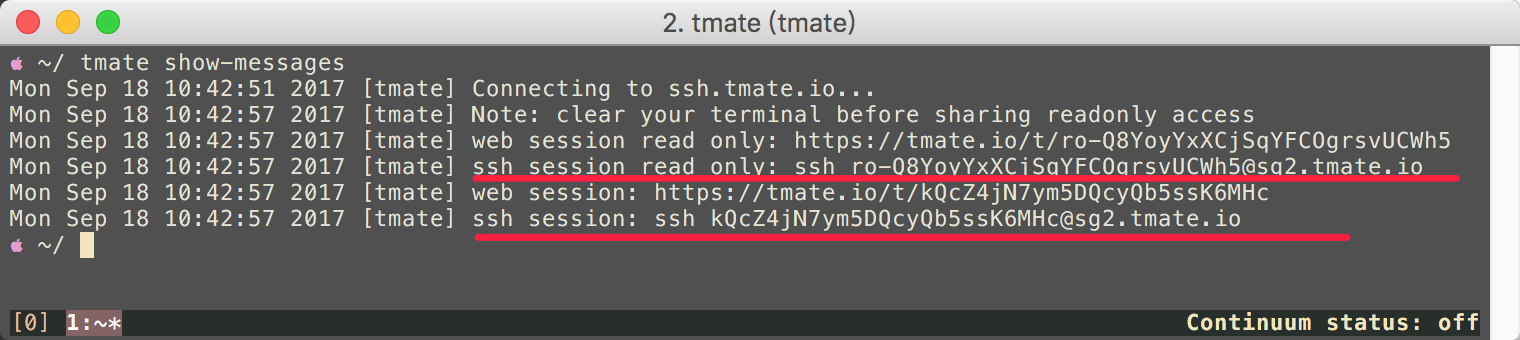 2. tmate (tmate)
~/ tmate show-messages
Mon Sep 18 10:42:51 2017 [tmate] Connecting to ssh.tmate.io...
Mon Sep 18 10:42:57 2017 [tmate] Note: clear your terminal before sharing readonly access
Mon Sep 18 10:42:57 2017 [tmate] web session read only: https://tmate.io/t/ro-Q8YoyYxXCjSqYFCOgrsvUCWh5
Mon Sep 18 10:42:57 2017 [tmate] ssh session read only: ssh ro-Q8YoyYxXCjSqYFCOgrsvUCWh5@sg2.tmate.io
Mon Sep 18 10:42:57 2017 [tmate] web session: https://tmate.io/t/kQcZ4jN7ym5DQcyQb5ssK6MHc
Mon Sep 18 10:42:57 2017 [tmate] ssh session: ssh kQcZ4jN7ym5DQcyQb5ssK6MHc@sg2.tmate.io
~/
[0] 1:~* Continuum status: off